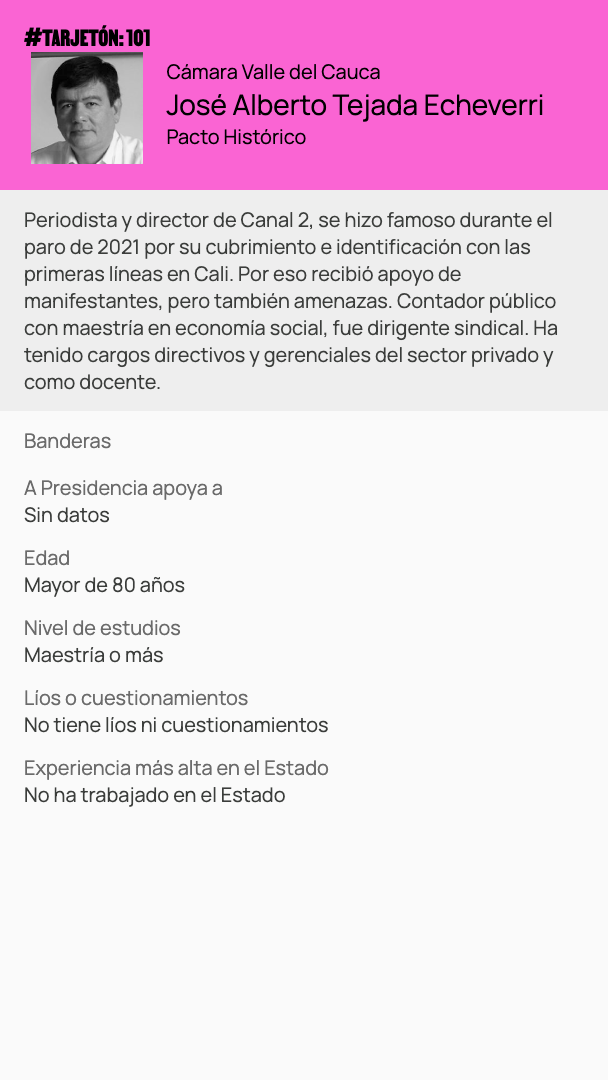 #TARJETÓN: 101
Cámara Valle del Cauca
José Alberto Tejada Echeverri
Pacto Histórico
Periodista y director de Canal 2, se hizo famoso durante el
paro de 2021 por su cubrimiento e identificación con las
primeras líneas en Cali. Por eso recibió apoyo de
manifestantes, pero también amenazas. Contador público
con maestría en economía social, fue dirigente sindical. Ha
tenido cargos directivos y gerenciales del sector privado y
como docente.
Banderas
A Presidencia apoya a
Sin datos
Edad
Mayor de 80 años
Nivel de estudios
Maestría o más
Líos o cuestionamientos
No tiene líos ni cuestionamientos
Experiencia más alta en el Estado
No ha trabajado en el Estado